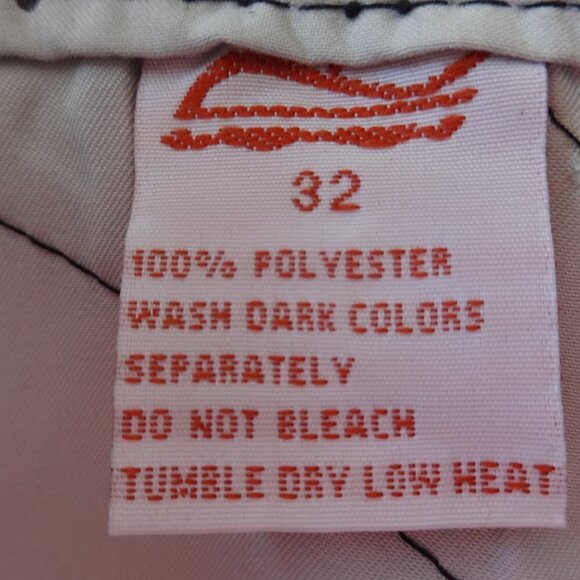 32
100% POLYESTER
WASH DARK COLORS
SEPARATELY
DO NOT BLEACH
TUMBLE DRY LOW HEAT